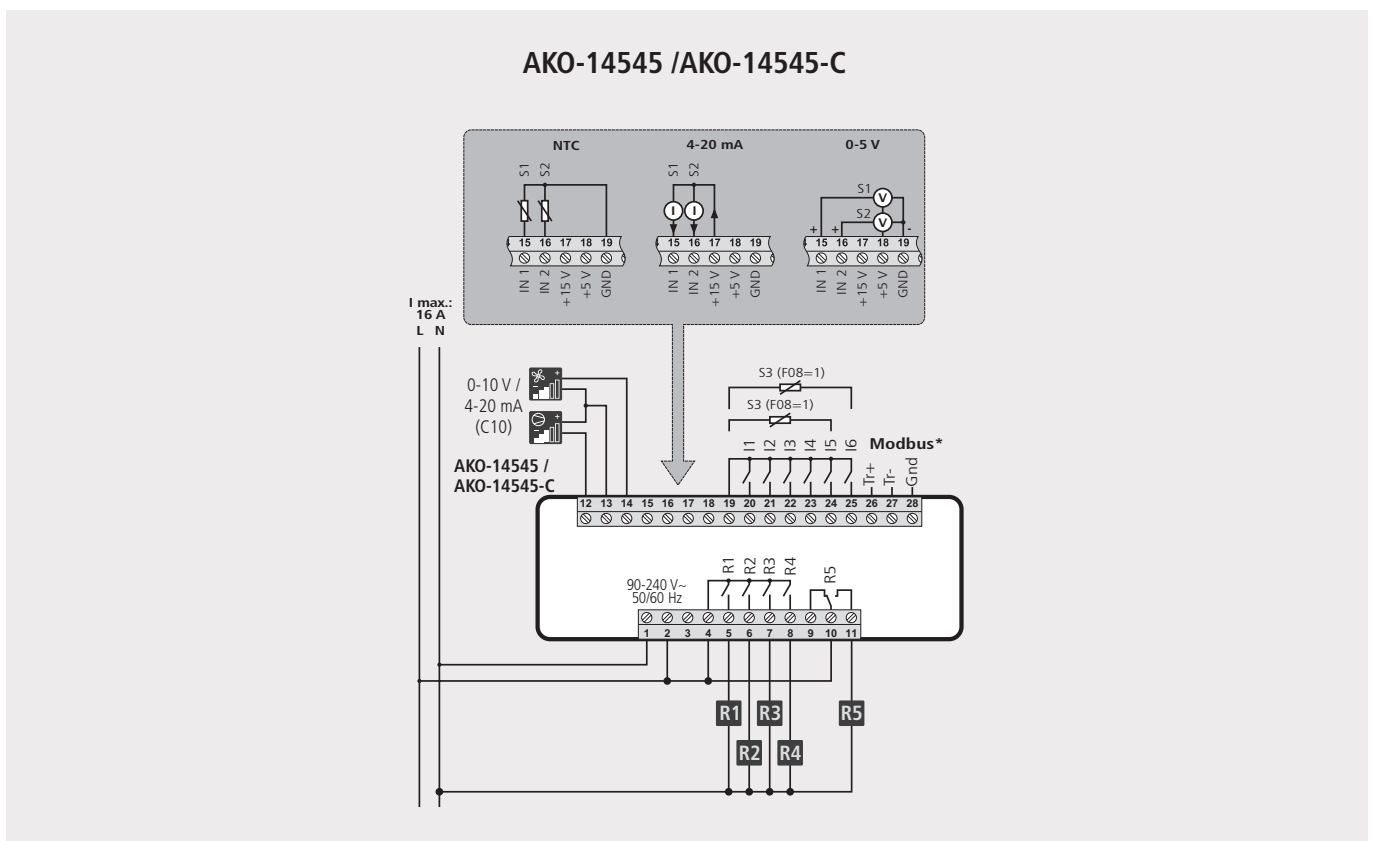 AKO-14545 /AKO-14545-C
NTC
4-20 mA
0-5 V
S1
S2
S1
S2
S1
V
S2
V
I
I
+
+
-
15 16 17 18 19
15 16 17 18 19
15 16 17 18 19
IN 1
IN 2
+15 V
+5 V
GND
IN 1
IN 2
+15 V
+5 V
GND
IN 1
IN 2
+15 V
+5 V
GND
I max.:
16 A
L N
0-10 V /
4-20 mA
(C10)
+
-
+
-
AKO-14545 /
AKO-14545-C
S3 (F08=1)
S3 (F08=1)
I1
I2
I3
I4
I5
I6
Modbus*
Tr+
Tr-
Gnd
12 13 14 15 16 17 18 19 20 21 22 23 24 25 26 27 28
90-240 V~
50/60 Hz
R1
R2
R3
R4
R5
1 2 3 4 5 6 7 8 9 10 11
R1
R3
R5
R2
R4